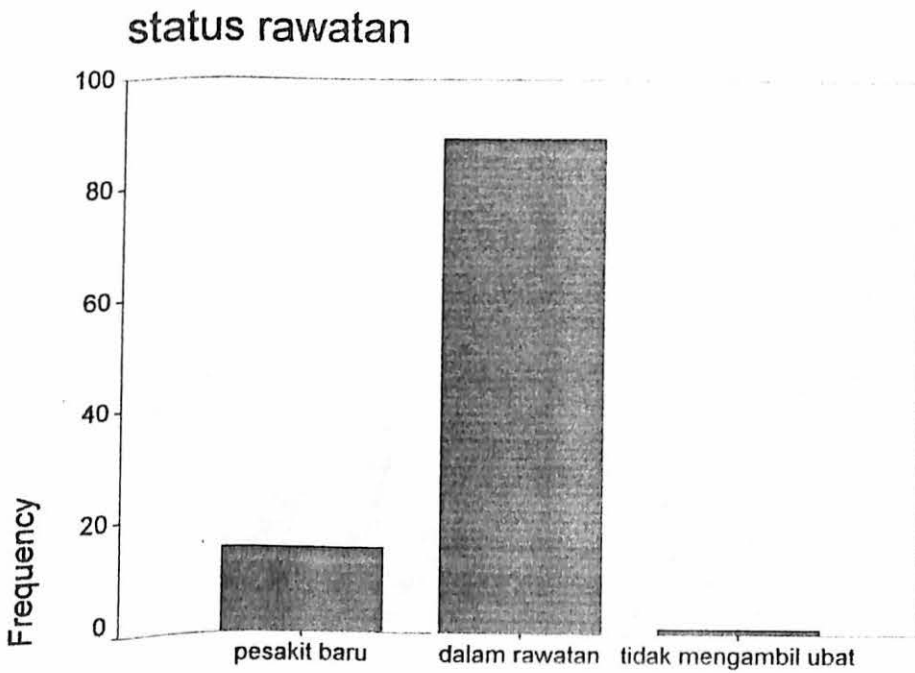 status rawatan
100
80
60
40
20
0
Frequency
pesakit baru
dalam rawatan
tidak mengambil ubat